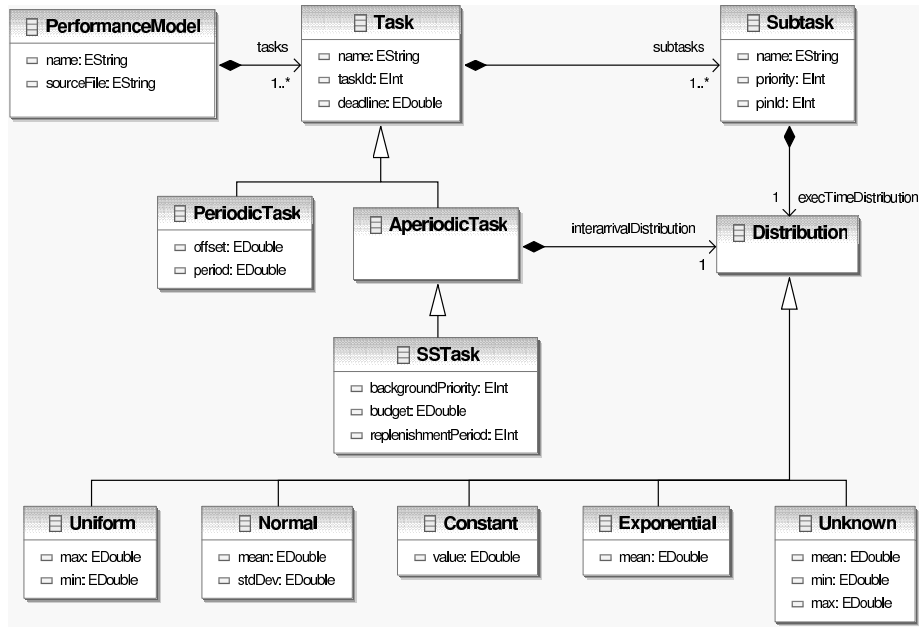 PerformanceModel
name: EString
sourceFile: EString
tasks
1..*
Task
name: EString
taskId: EInt
deadline: EDouble
subtasks
1..*
Subtask
name: EString
priority: EInt
pinId: EInt
1
execTimeDistribution
PeriodicTask
offset: EDouble
period: EDouble
AperiodicTask
interarrivalDistribution
1
Distribution
SSTask
backgroundPriority: EInt
budget: EDouble
replenishmentPeriod: EInt
Uniform
max: EDouble
min: EDouble
Normal
mean: EDouble
stdDev: EDouble
Constant
value: EDouble
Exponential
mean: EDouble
Unknown
mean: EDouble
min: EDouble
max: EDouble